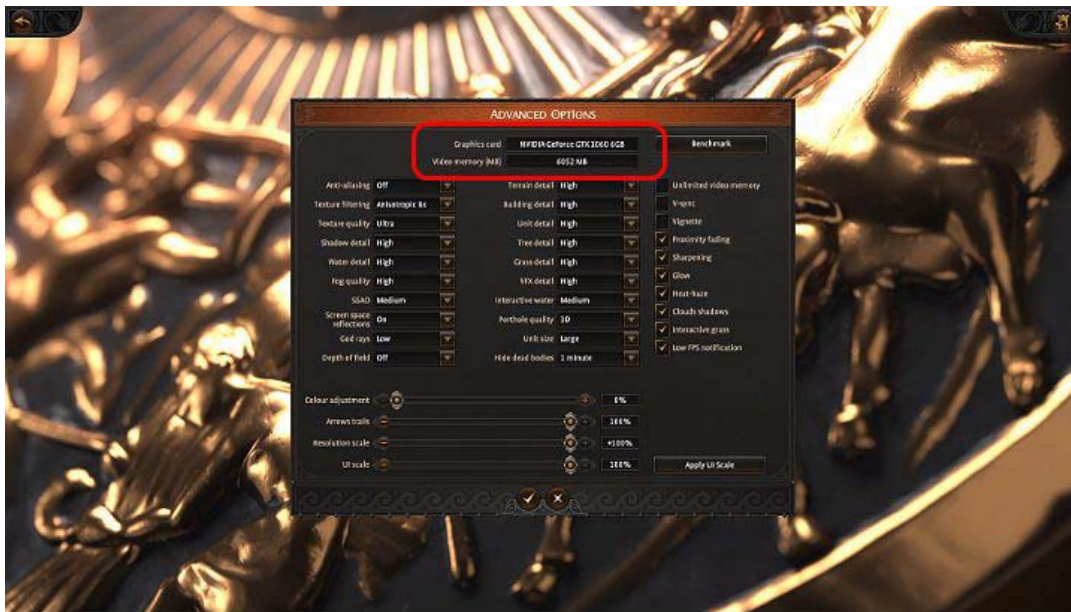 Advanced Options
Graphics card NVIDIA GeForce GTX 1060 6GB Benchmark
Video memory (MB) 6052 MB
Anti-aliasing Off Terrain detail High Unlimited video memory
Texture filtering Anisotropic 8x Building detail High V-sync
Texture quality Ultra Unit detail High Vignette
Shadow detail High Tree detail High Proximity fading
Water detail High Grass detail High Sharpening
Fog quality High VFX detail High Glow
SSAO Medium Interactive water Medium Heat-haze
Screen space
reflections On Porthole quality 3D Clouds shadows
God rays Low Unit size Large Interactive grass
Depth of field Off Hide dead bodies 1 minute Low FPS notification
Colour adjustment 0%
Arrows trails 100%
Resolution scale +100%
UI scale 100% Apply UI Scale